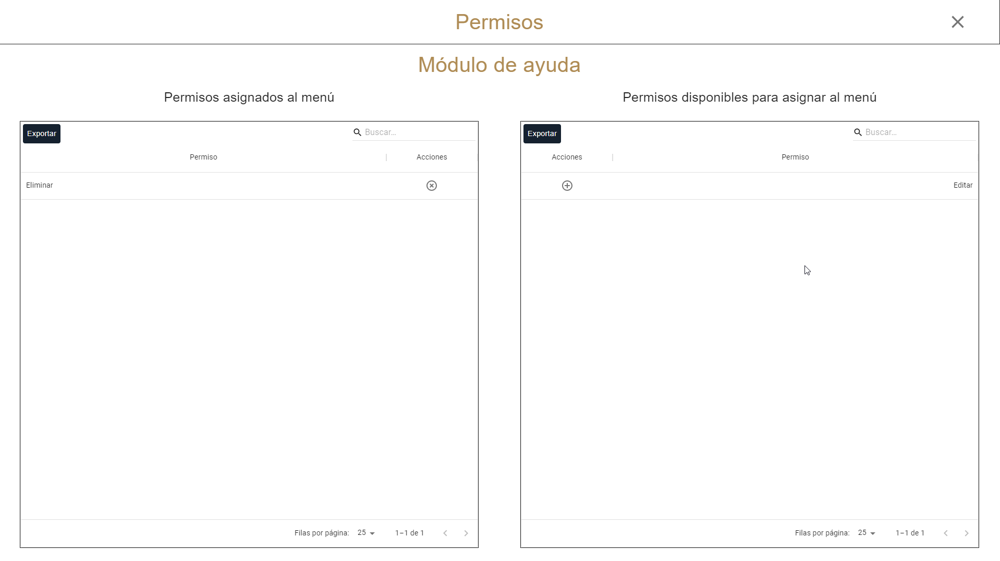 Permisos
Módulo de ayuda
Permisos asignados al menú
Exportar
Buscar...
Permiso
Acciones
Eliminar
Filas por página:
25
1–1 de 1
Permisos disponibles para asignar al menú
Exportar
Buscar...
Acciones
Permiso
Editar
Filas por página:
25
1–1 de 1